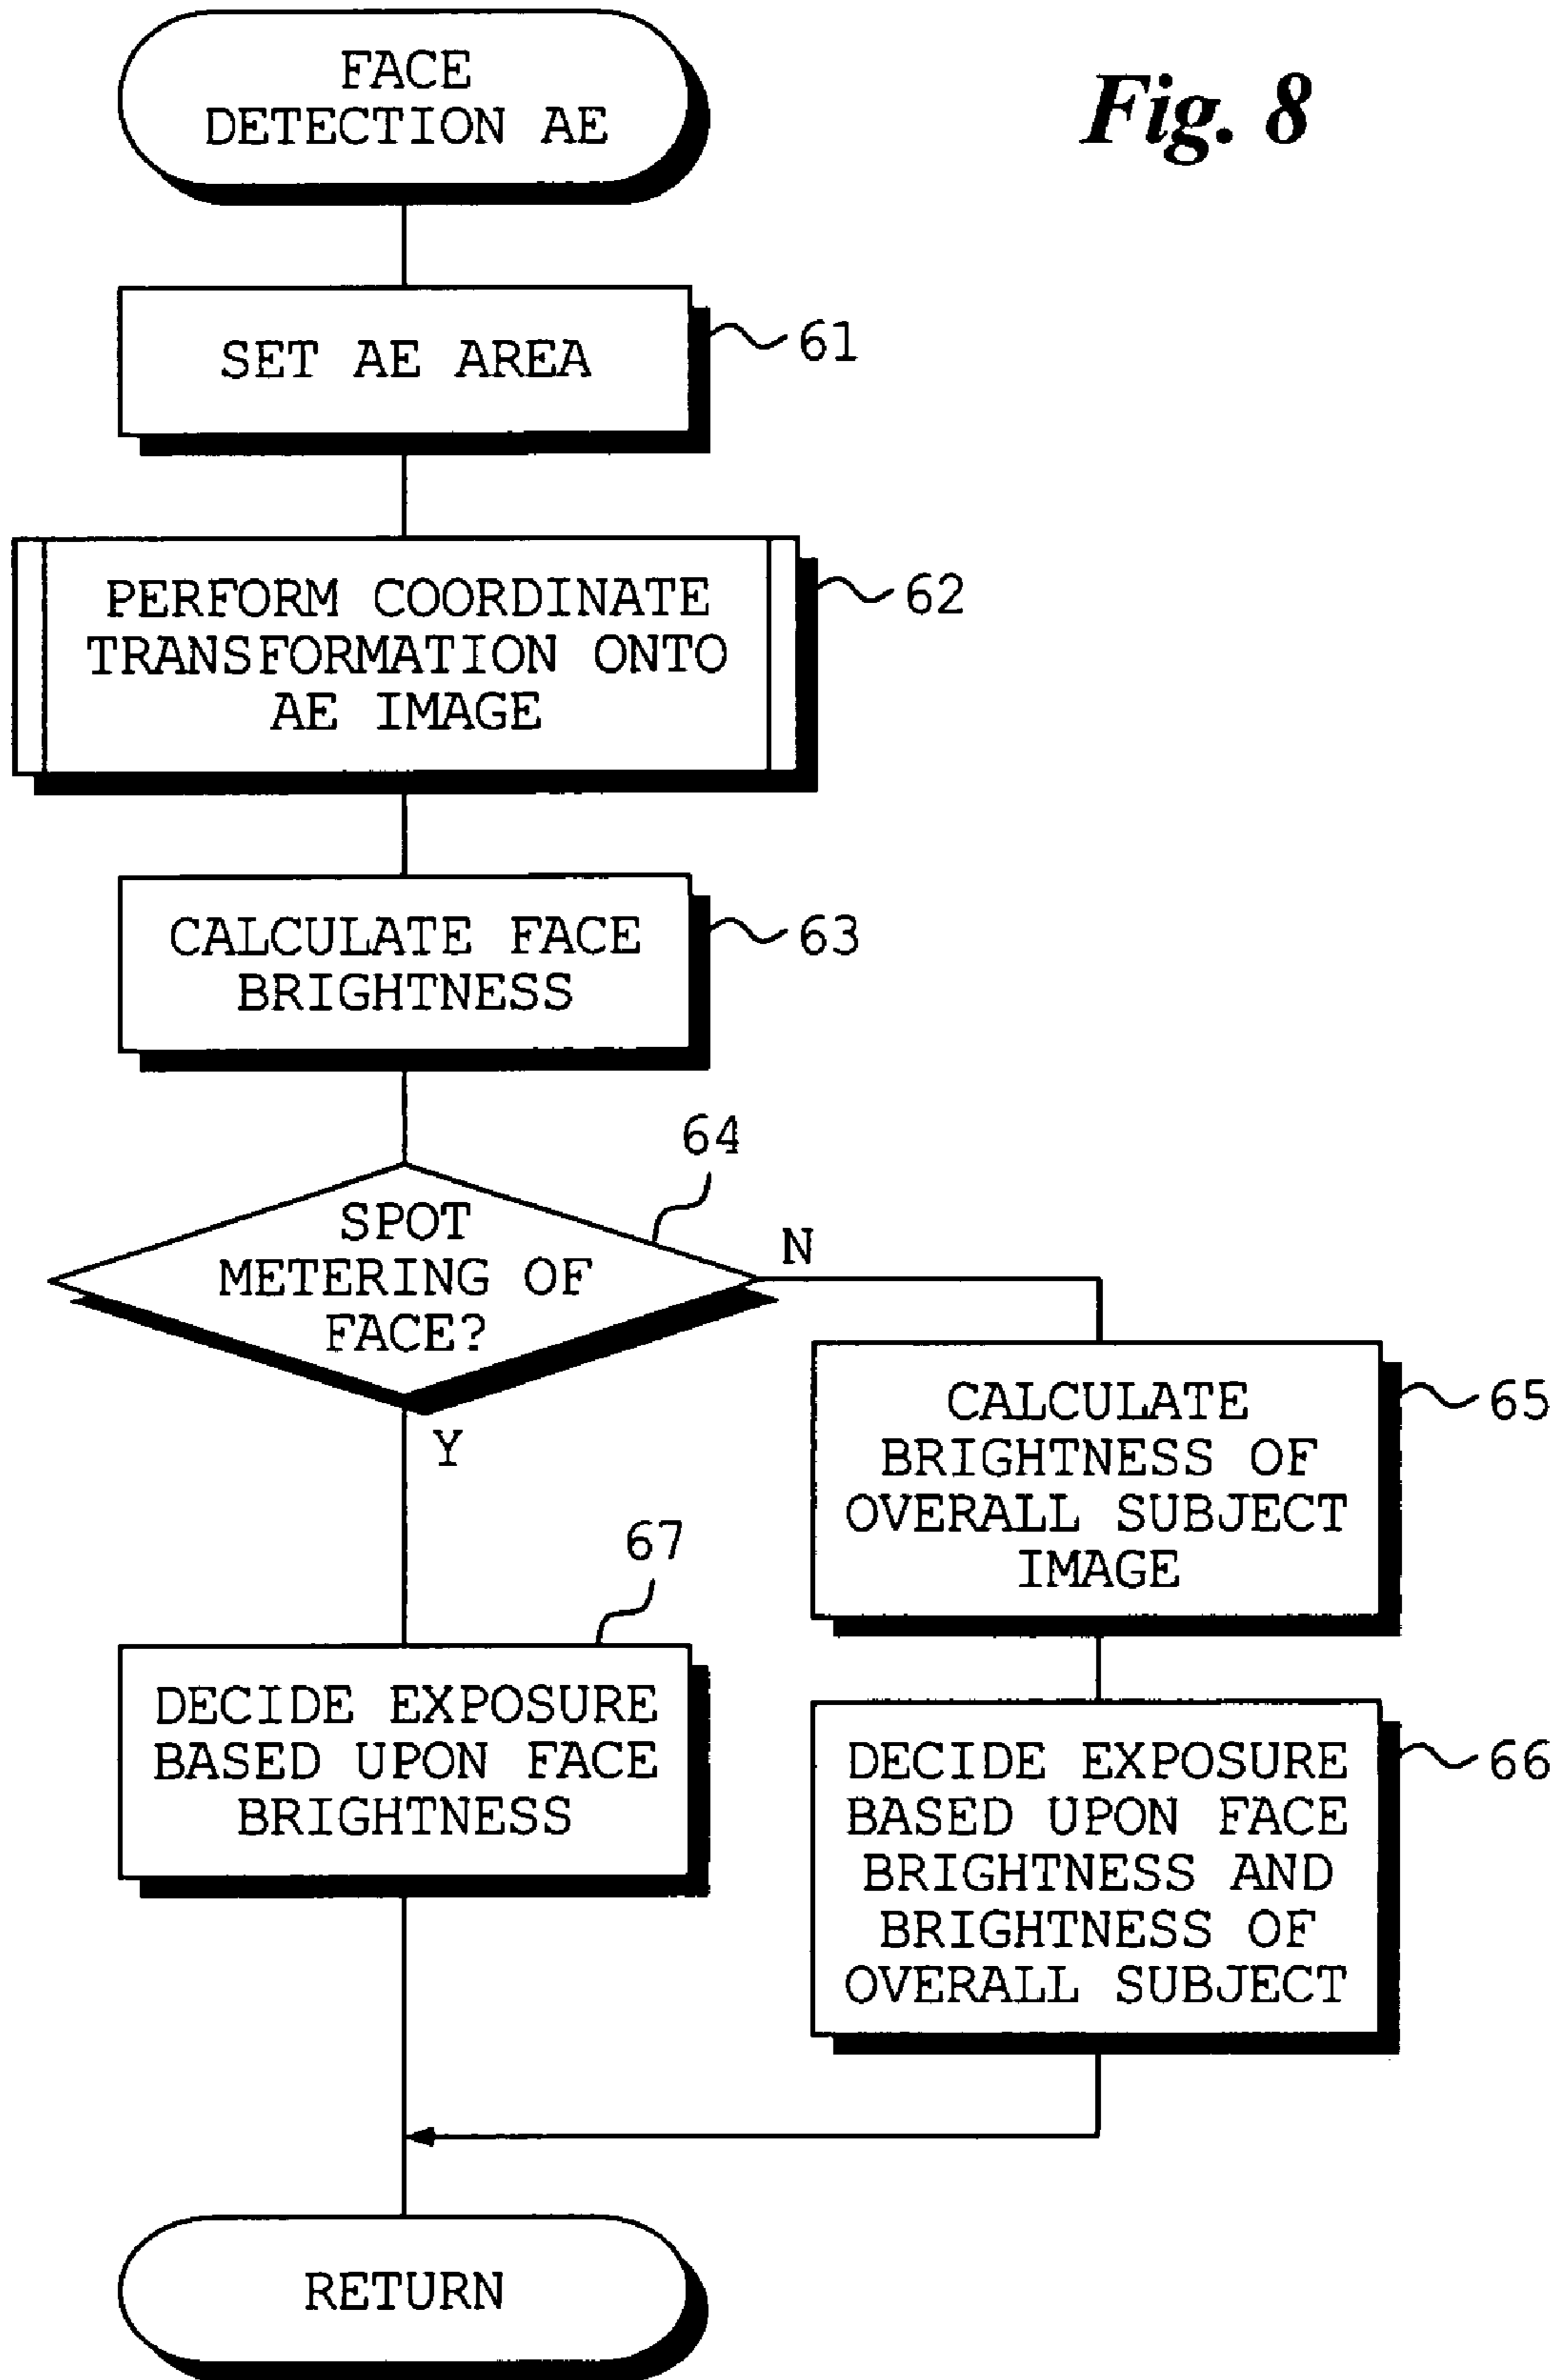 FACE
DETECTION AE
Fig. 8
SET AE AREA
61
PERFORM COORDINATE
TRANSFORMATION ONTO
AE IMAGE
62
CALCULATE FACE
BRIGHTNESS
63
64
SPOT
METERING OF
FACE?
N
Y
CALCULATE
BRIGHTNESS OF
OVERALL SUBJECT
IMAGE
65
67
DECIDE EXPOSURE
BASED UPON FACE
BRIGHTNESS
DECIDE EXPOSURE
BASED UPON FACE
BRIGHTNESS AND
BRIGHTNESS OF
OVERALL SUBJECT
66
RETURN